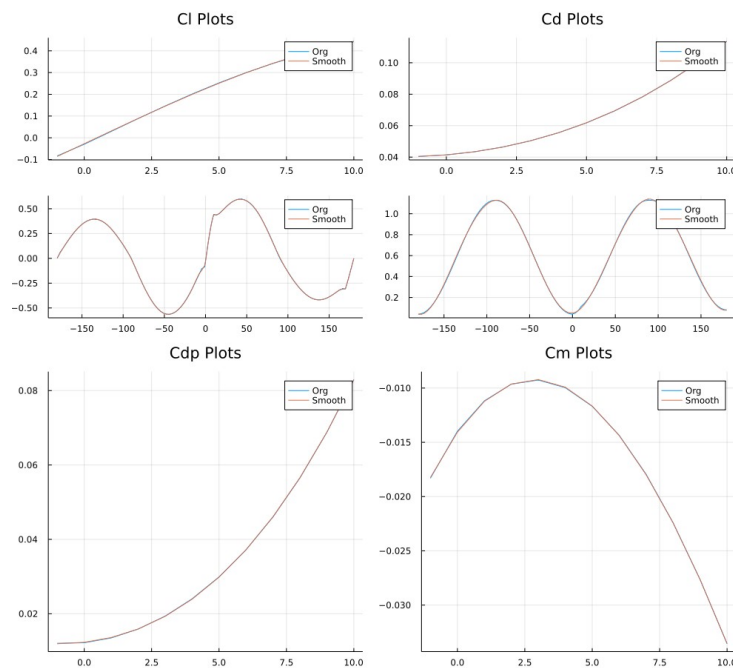 Cl Plots
0.4
0.3
0.2
0.1
0.0
−0.1
0.0 2.5 5.0 7.5 10.0
Org
Smooth
Cd Plots
0.10
0.08
0.06
0.04
0.0 2.5 5.0 7.5 10.0
Org
Smooth
0.50
0.25
0.00
−0.25
−0.50
−150 −100 −50 0 50 100 150
Org
Smooth
1.0
0.8
0.6
0.4
0.2
−150 −100 −50 0 50 100 150
Org
Smooth
Cdp Plots
0.08
0.06
0.04
0.02
0.0 2.5 5.0 7.5 10.0
Org
Smooth
Cm Plots
−0.010
−0.015
−0.020
−0.025
−0.030
0.0 2.5 5.0 7.5 10.0
Org
Smooth